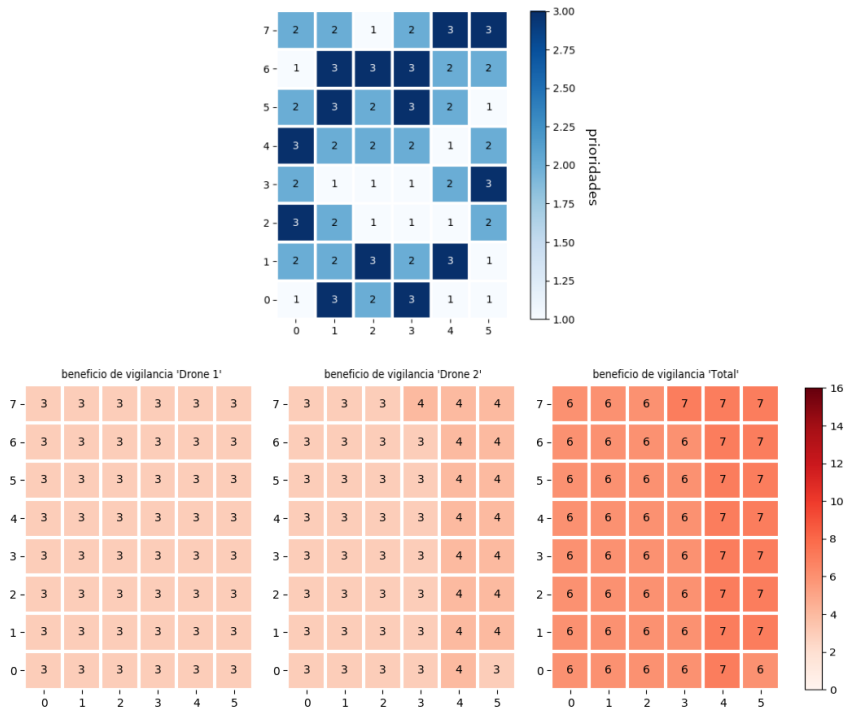 7 2 2 1 2 3 3 3.00
6 1 3 3 3 2 2 2.75
5 2 3 2 3 2 1 2.50
4 3 2 2 2 1 2 2.25
3 2 1 1 1 2 3 2.00
2 3 2 1 1 1 2 1.75
1 2 2 3 2 3 1 1.50
0 1 3 2 3 1 1 1.25
1.00
0 1 2 3 4 5
prioridades
beneficio de vigilancia 'Drone 1'
7 3 3 3 3 3 3
6 3 3 3 3 3 3
5 3 3 3 3 3 3
4 3 3 3 3 3 3
3 3 3 3 3 3 3
2 3 3 3 3 3 3
1 3 3 3 3 3 3
0 3 3 3 3 3 3
0 1 2 3 4 5
beneficio de vigilancia 'Drone 2'
7 3 3 3 4 4 4
6 3 3 3 3 4 4
5 3 3 3 3 4 4
4 3 3 3 3 4 4
3 3 3 3 3 4 4
2 3 3 3 3 4 4
1 3 3 3 3 4 4
0 3 3 3 3 4 3
0 1 2 3 4 5
beneficio de vigilancia 'Total'
7 6 6 6 7 7 7
6 6 6 6 6 7 7
5 6 6 6 6 7 7
4 6 6 6 6 7 7
3 6 6 6 6 7 7
2 6 6 6 6 7 7
1 6 6 6 6 7 7
0 6 6 6 6 7 6
0 1 2 3 4 5
16
14
12
10
8
6
4
2
0